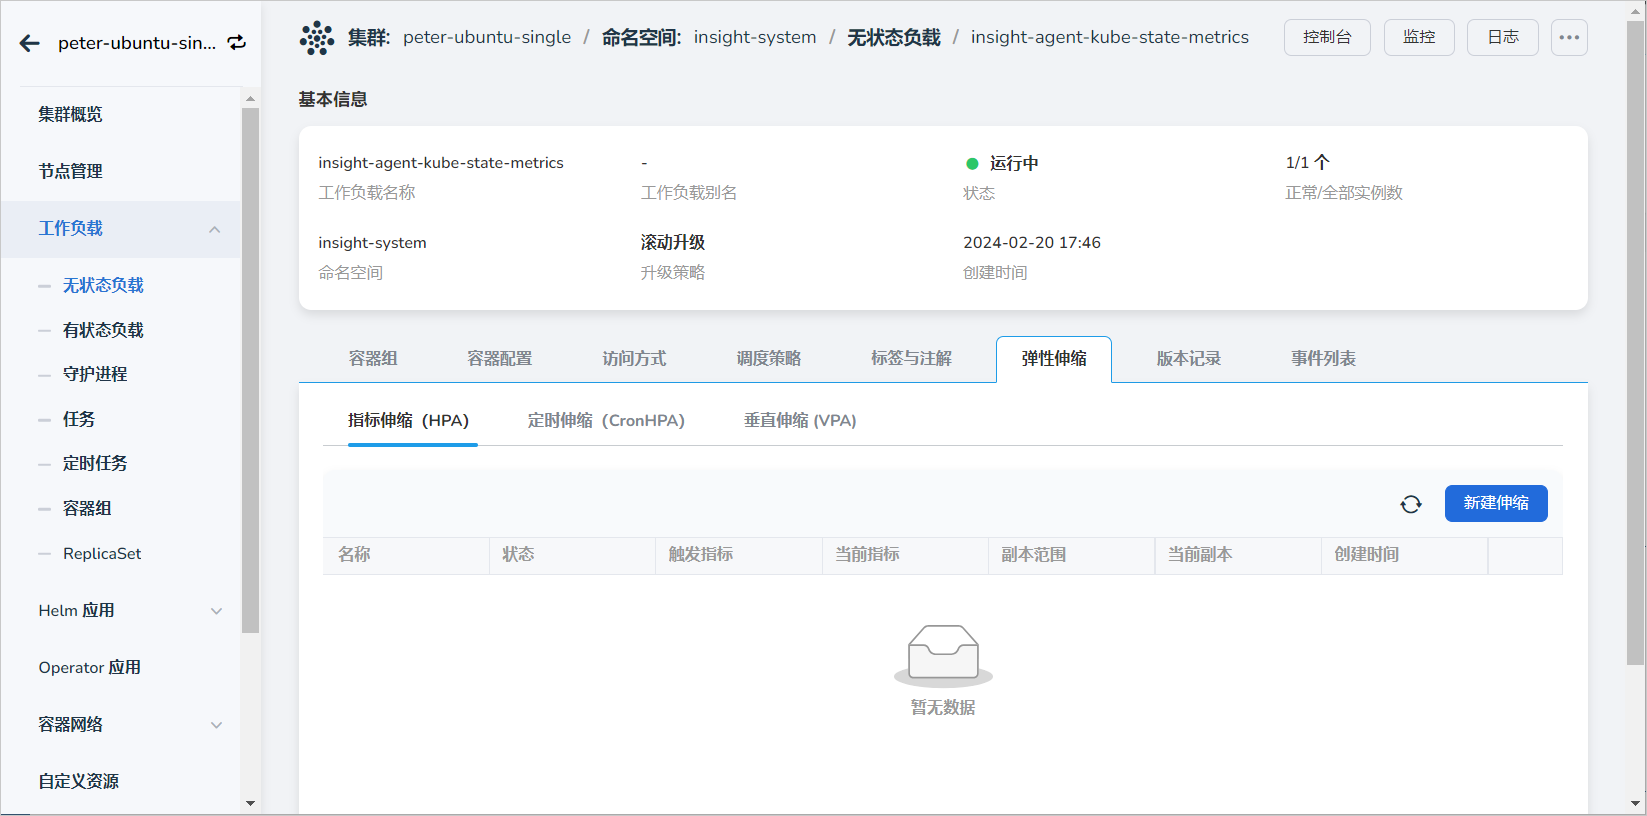 peter-ubuntu-sin...
集群概览
节点管理
工作负载
无状态负载
有状态负载
守护进程
任务
定时任务
容器组
ReplicaSet
Helm 应用
Operator 应用
容器网络
自定义资源
集群: peter-ubuntu-single / 命名空间: insight-system / 无状态负载 / insight-agent-kube-state-metrics
控制台 监控 日志
基本信息
insight-agent-kube-state-metrics - 运行中 1/1 个
工作负载名称 工作负载别名 状态 正常/全部实例数
insight-system 滚动升级 2024-02-20 17:46
命名空间 升级策略 创建时间
容器组 容器配置 访问方式 调度策略 标签与注解 弹性伸缩 版本记录 事件列表
指标伸缩（HPA) 定时伸缩（CronHPA) 垂直伸缩 (VPA)
新建伸缩
名称 状态 触发指标 当前指标 副本范围 当前副本 创建时间
暂无数据